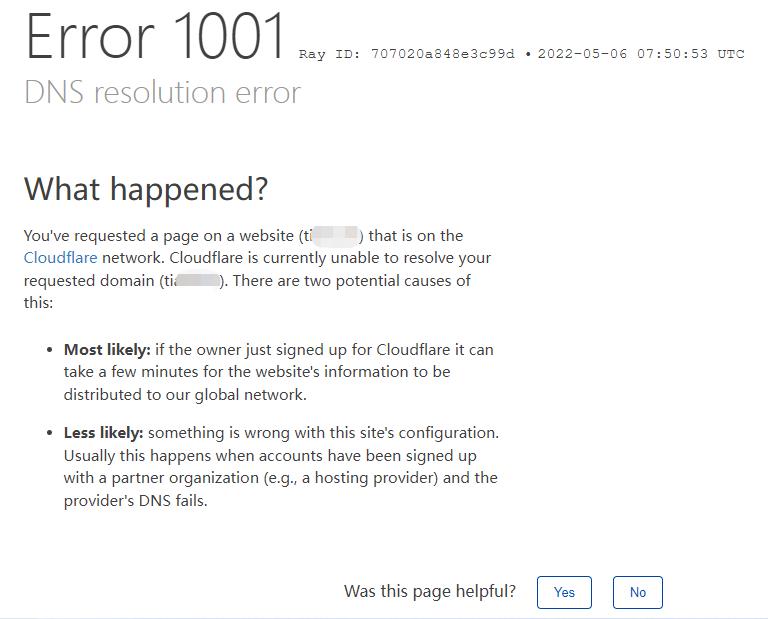 Error 1001 Ray ID: 707020a848e3c99d • 2022-05-06 07:50:53 UTC
DNS resolution error
What happened?
You've requested a page on a website (ti ) that is on the
Cloudflare network. Cloudflare is currently unable to resolve your
requested domain (ti ). There are two potential causes of
this:
• Most likely: if the owner just signed up for Cloudflare it can
take a few minutes for the website's information to be
distributed to our global network.
• Less likely: something is wrong with this site's configuration.
Usually this happens when accounts have been signed up
with a partner organization (e.g., a hosting provider) and the
provider's DNS fails.
Was this page helpful? Yes No